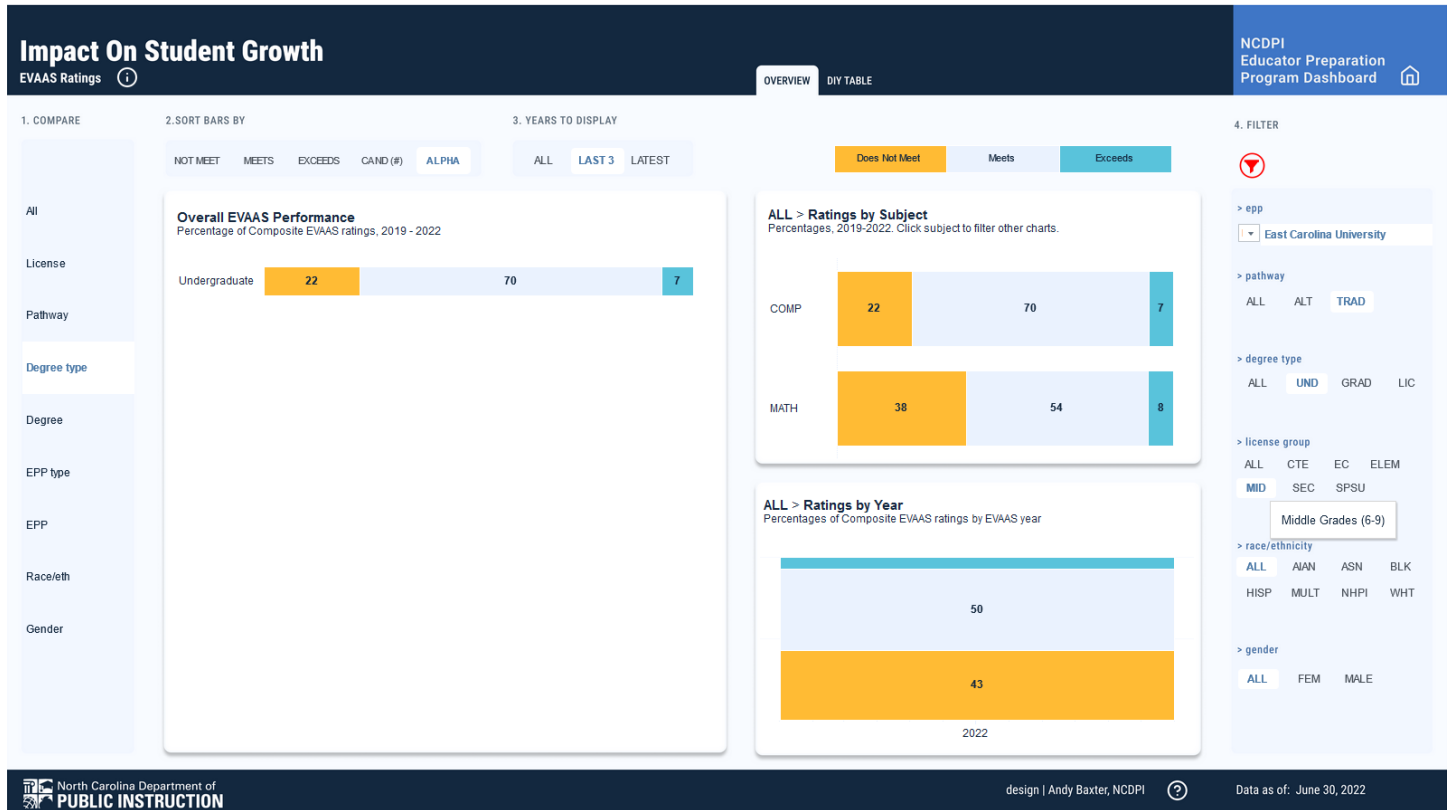 Impact On Student Growth
EVAAS Ratings
i
OVERVIEW
DIY TABLE
NCDPI
Educator Preparation
Program Dashboard
1. COMPARE
2.SORT BARS BY
3. YEARS TO DISPLAY
4. FILTER
NOT MEET MEETS EXCEEDS CAND (#) ALPHA
ALL LAST 3 LATEST
Does Not Meet Meets Exceeds
All
License
Pathway
Degree type
Degree
EPP type
EPP
Race/eth
Gender
Overall EVAAS Performance
Percentage of Composite EVAAS ratings, 2019 - 2022
Undergraduate 22 70 7
ALL > Ratings by Subject
Percentages, 2019-2022. Click subject to filter other charts.
COMP 22 70 7
MATH 38 54 8
ALL > Ratings by Year
Percentages of Composite EVAAS ratings by EVAAS year
50
43
2022
> epp
East Carolina University
> pathway
ALL ALT TRAD
> degree type
ALL UND GRAD LIC
> license group
ALL CTE EC ELEM
MID SEC SPSU
Middle Grades (6-9)
> race/ethnicity
ALL AIAN ASN BLK
HISP MULT NHPI WHT
> gender
ALL FEM MALE
North Carolina Department of
PUBLIC INSTRUCTION
design | Andy Baxter, NCDPI
?
Data as of: June 30, 2022